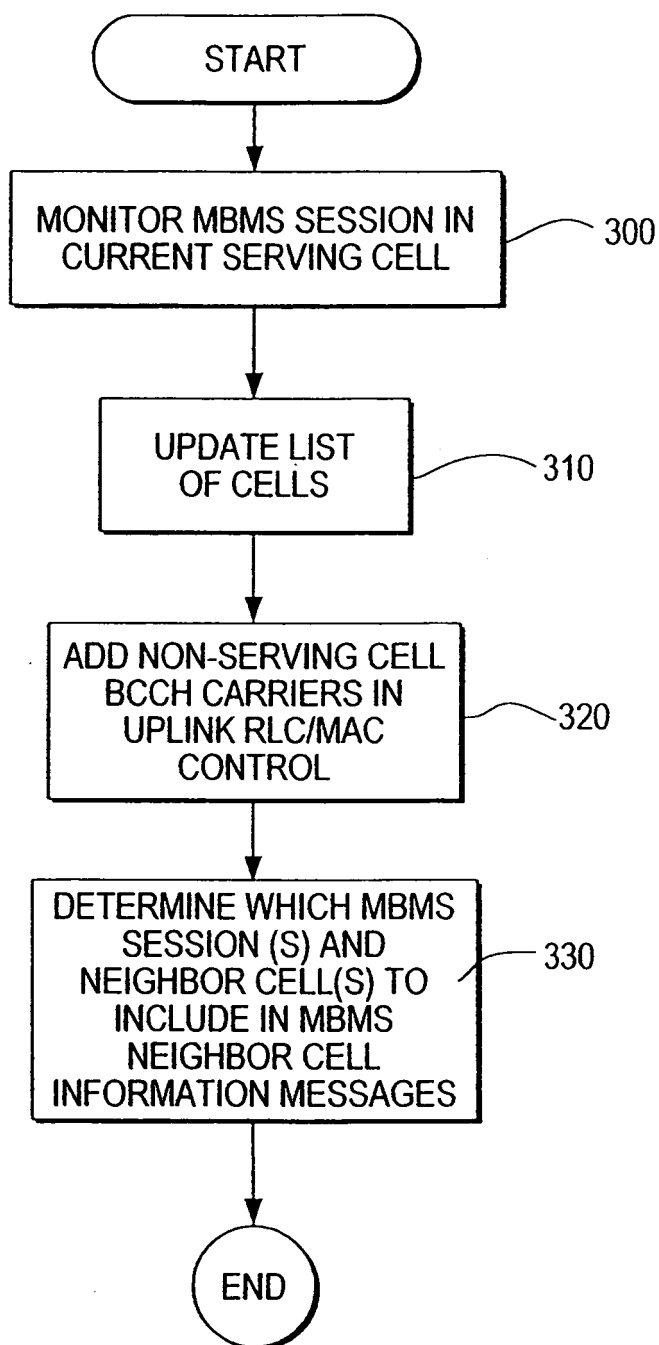 START
MONITOR MBMS SESSION IN
CURRENT SERVING CELL
300
UPDATE LIST
OF CELLS
310
ADD NON-SERVING CELL
BCCH CARRIERS IN
UPLINK RLC/MAC
CONTROL
320
DETERMINE WHICH MBMS
SESSION (S) AND
NEIGHBOR CELL(S) TO
INCLUDE IN MBMS
NEIGHBOR CELL
INFORMATION MESSAGES
330
END